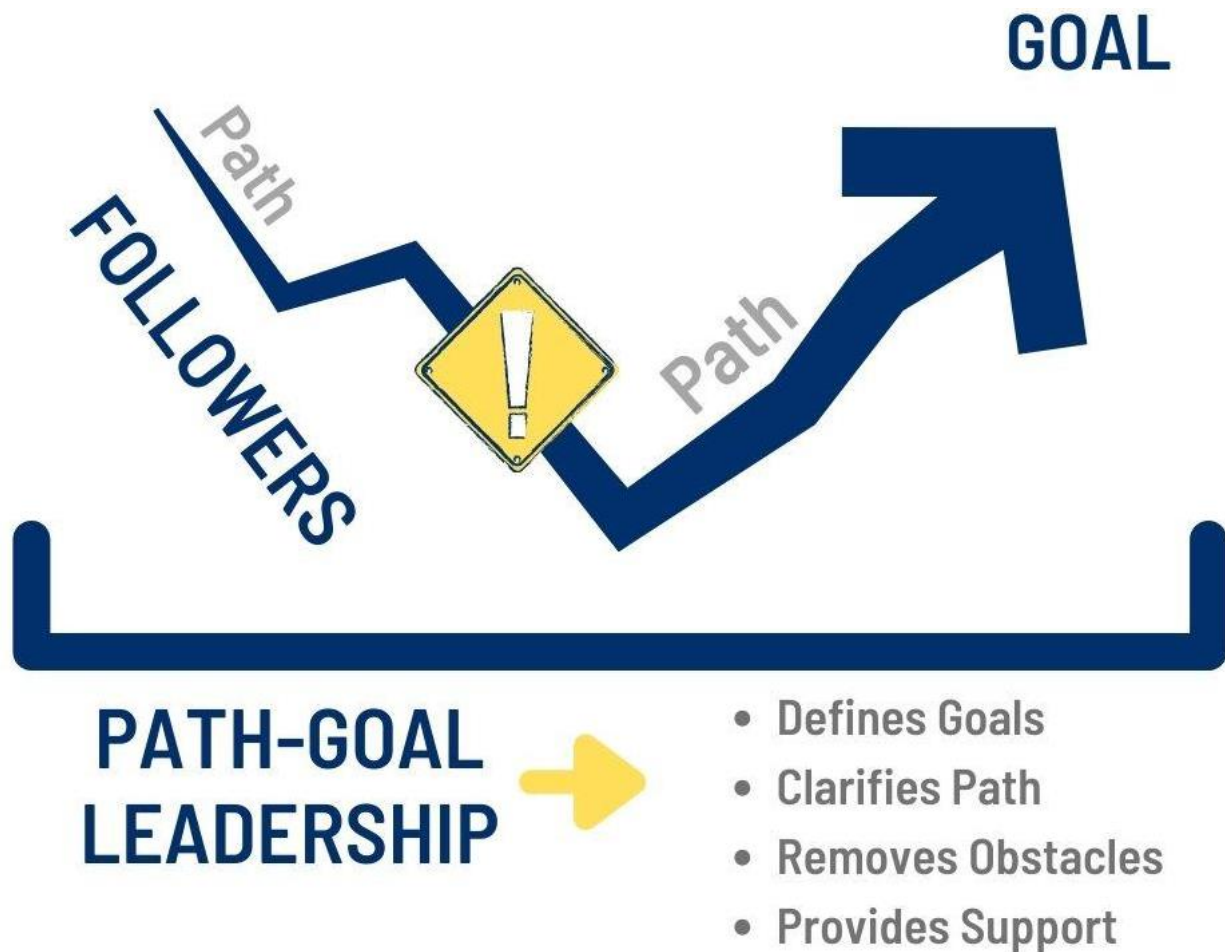 GOAL
Path
FOLLOWERS
!
Path
PATH-GOAL
LEADERSHIP
• Defines Goals
• Clarifies Path
• Removes Obstacles
• Provides Support